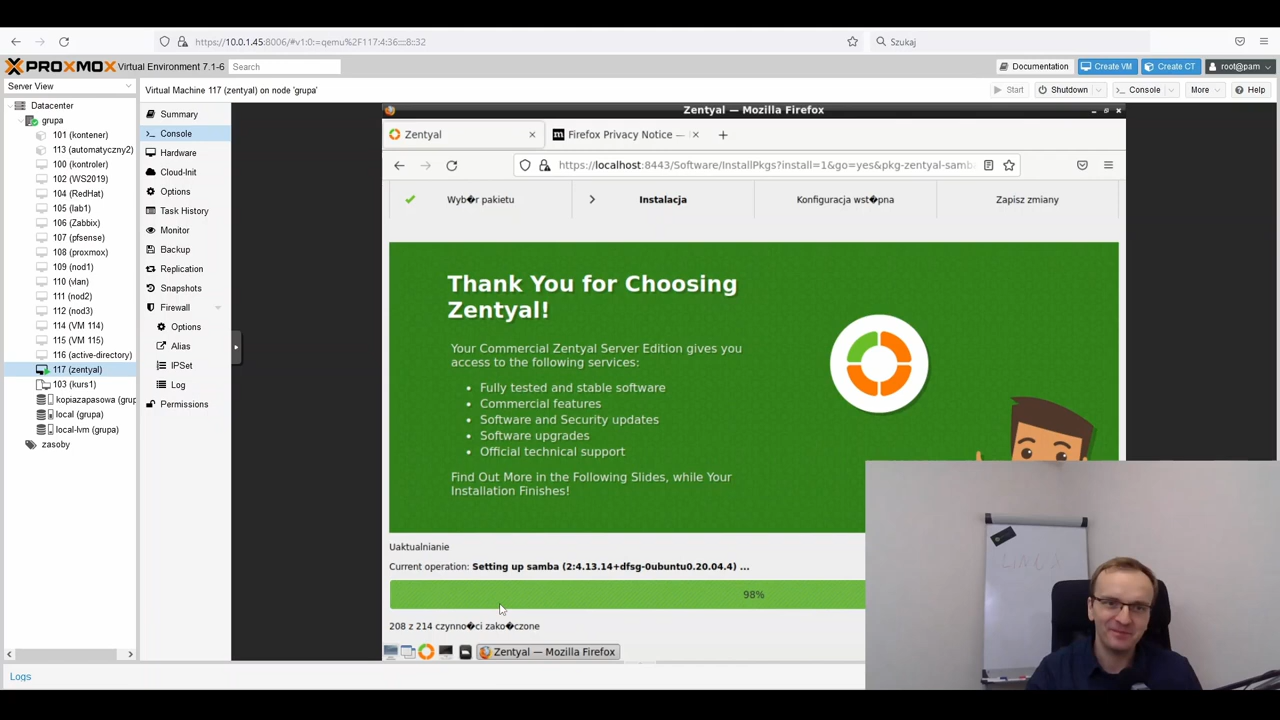 https://10.0.1.45:8006/#v1:0:=qemu%2F117:4:36::::8::32
Szukaj
PROXMOX Virtual Environment 7.1-6
Search
Documentation
Create VM
Create CT
root@pam
Server View
Virtual Machine 117 (zentyal) on node 'grupa'
Start
Shutdown
Console
More
Help
Datacenter
grupa
101 (kontener)
113 (automatyczny2)
100 (kontroler)
102 (WS2019)
104 (RedHat)
105 (lab1)
106 (Zabbix)
107 (pfsense)
108 (proxmox)
109 (nod1)
110 (vlan)
111 (nod2)
112 (nod3)
114 (VM 114)
115 (VM 115)
116 (active-directory)
117 (zentyal)
103 (kurs1)
kopiazapasowa (grup
local (grupa)
local-lvm (grupa)
zasoby
Summary
Console
Hardware
Cloud-Init
Options
Task History
Monitor
Backup
Replication
Snapshots
Firewall
Options
Alias
IPSet
Log
Permissions
Zentyal — Mozilla Firefox
Zentyal
Firefox Privacy Notice —
https://localhost:8443/Software/InstallPkgs?install=1&go=yes&pkg-zentyal-samba
Wyb�r pakietu
Instalacja
Konfiguracja wst�pna
Zapisz zmiany
Thank You for Choosing
Zentyal!
Your Commercial Zentyal Server Edition gives you
access to the following services:
• Fully tested and stable software
• Commercial features
• Software and Security updates
• Software upgrades
• Official technical support
Find Out More in the Following Slides, while Your
Installation Finishes!
Uaktualnianie
Current operation: Setting up samba (2:4.13.14+dfsg-0ubuntu0.20.04.4) ...
98%
208 z 214 czynno�ci zako�czone
Zentyal — Mozilla Firefox
LINUX
Logs